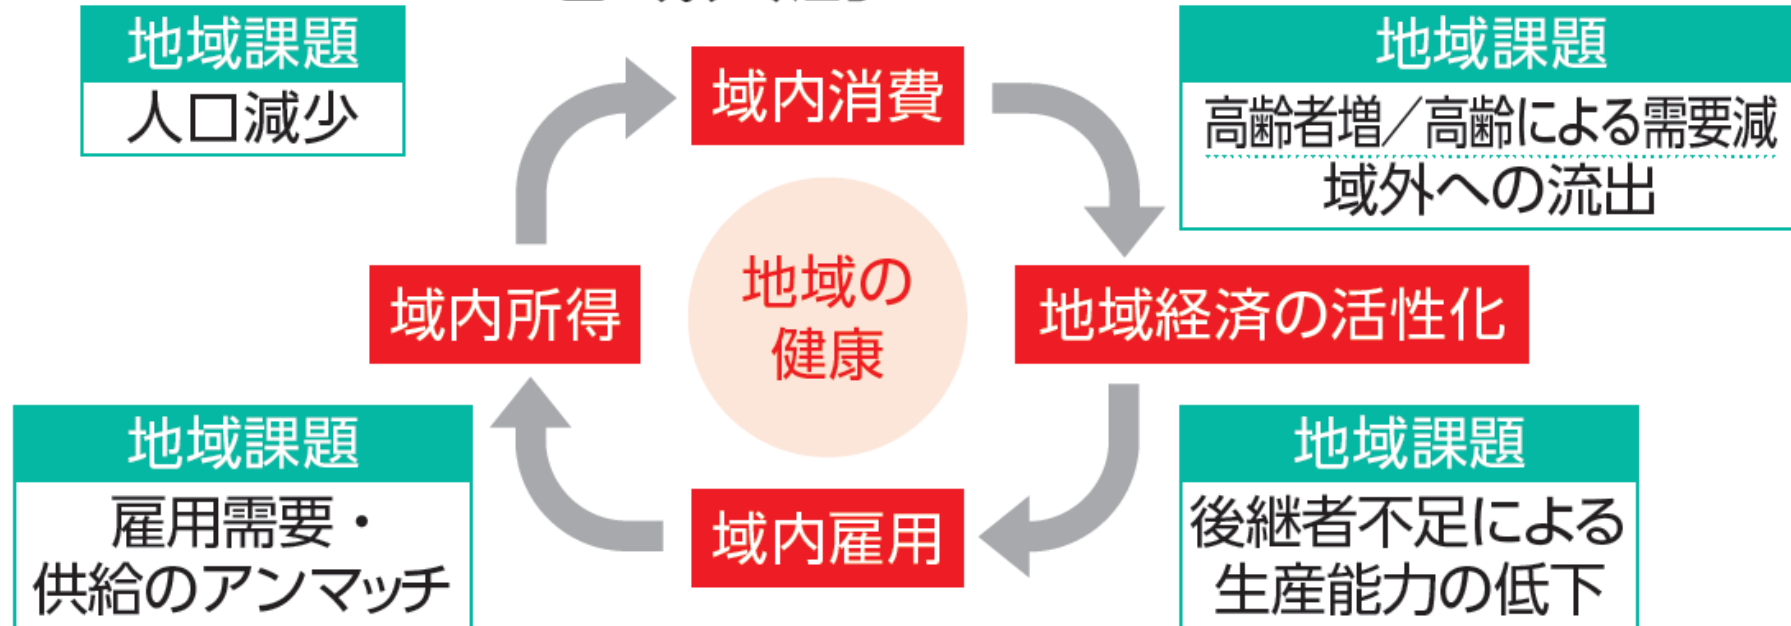 地域課題
人口減少
域内消費
地域課題
高齢者増／高齢による需要減
域外への流出
域内所得
地域の
健康
地域経済の活性化
地域課題
雇用需要・
供給のアンマッチ
域内雇用
地域課題
後継者不足による
生産能力の低下